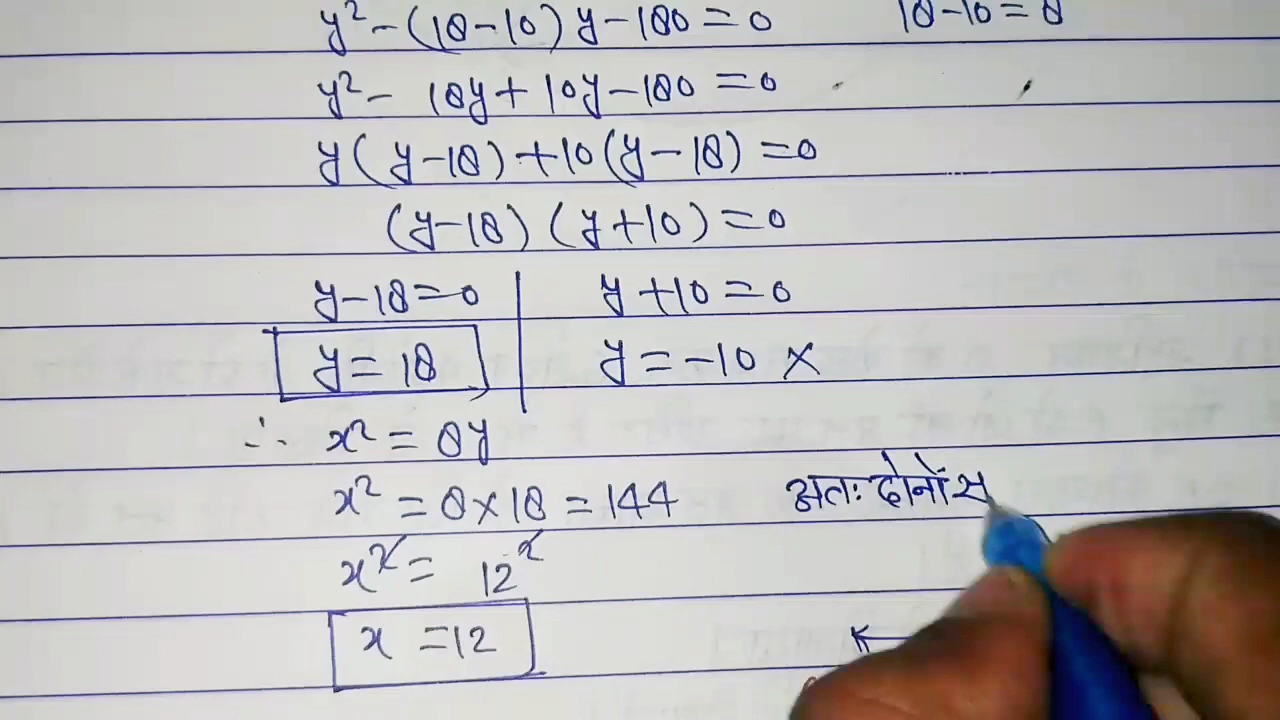 y² - (18-10) y - 180 = 0
18 - 10 = 8
y² - 18y + 10y - 180 = 0
y(y-18) + 10(y-18) = 0
(y-18) (y+10) = 0
y-18=0 y+10=0
y=18 y=-10 ×
∴ x² = 8y
x² = 8×18 = 144 अतः दोनों स
x² = 12²
x = 12